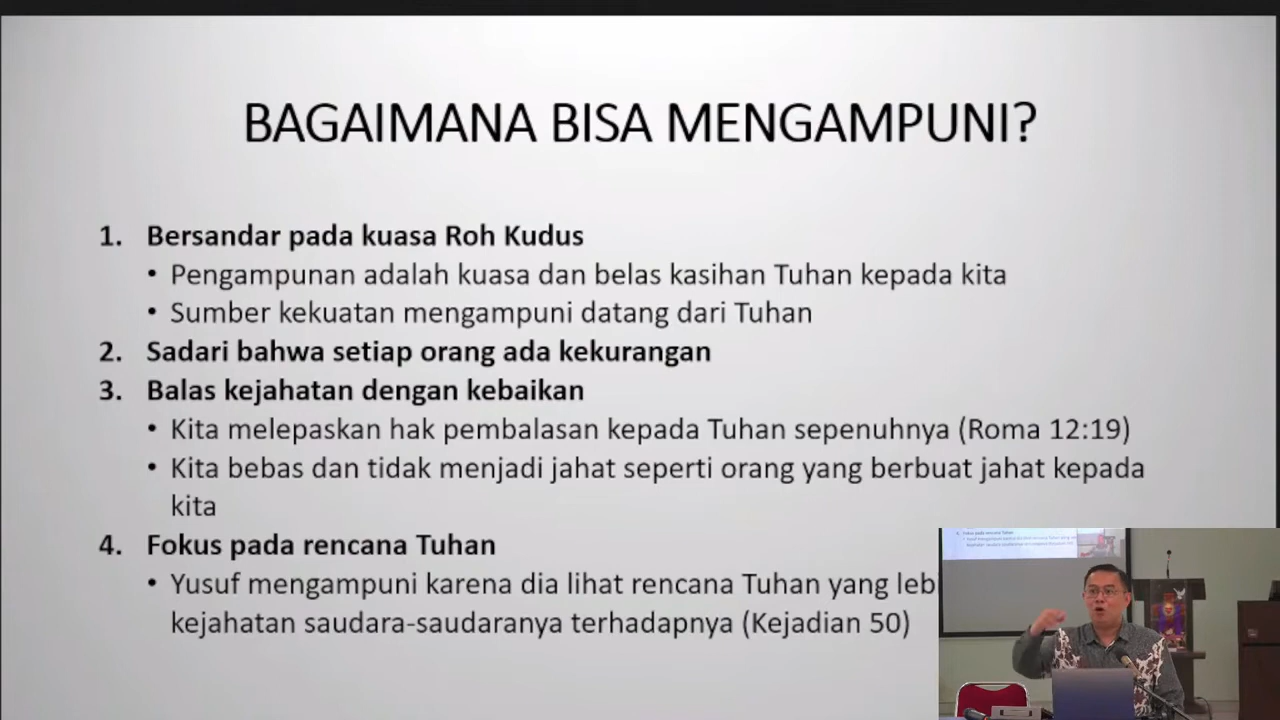 BAGAIMANA BISA MENGAMPUNI?
1. Bersandar pada kuasa Roh Kudus
• Pengampunan adalah kuasa dan belas kasihan Tuhan kepada kita
• Sumber kekuatan mengampuni datang dari Tuhan
2. Sadari bahwa setiap orang ada kekurangan
3. Balas kejahatan dengan kebaikan
• Kita melepaskan hak pembalasan kepada Tuhan sepenuhnya (Roma 12:19)
• Kita bebas dan tidak menjadi jahat seperti orang yang berbuat jahat kepada
kita
4. Fokus pada rencana Tuhan
• Yusuf mengampuni karena dia lihat rencana Tuhan yang leb
kejahatan saudara-saudaranya terhadapnya (Kejadian 50)